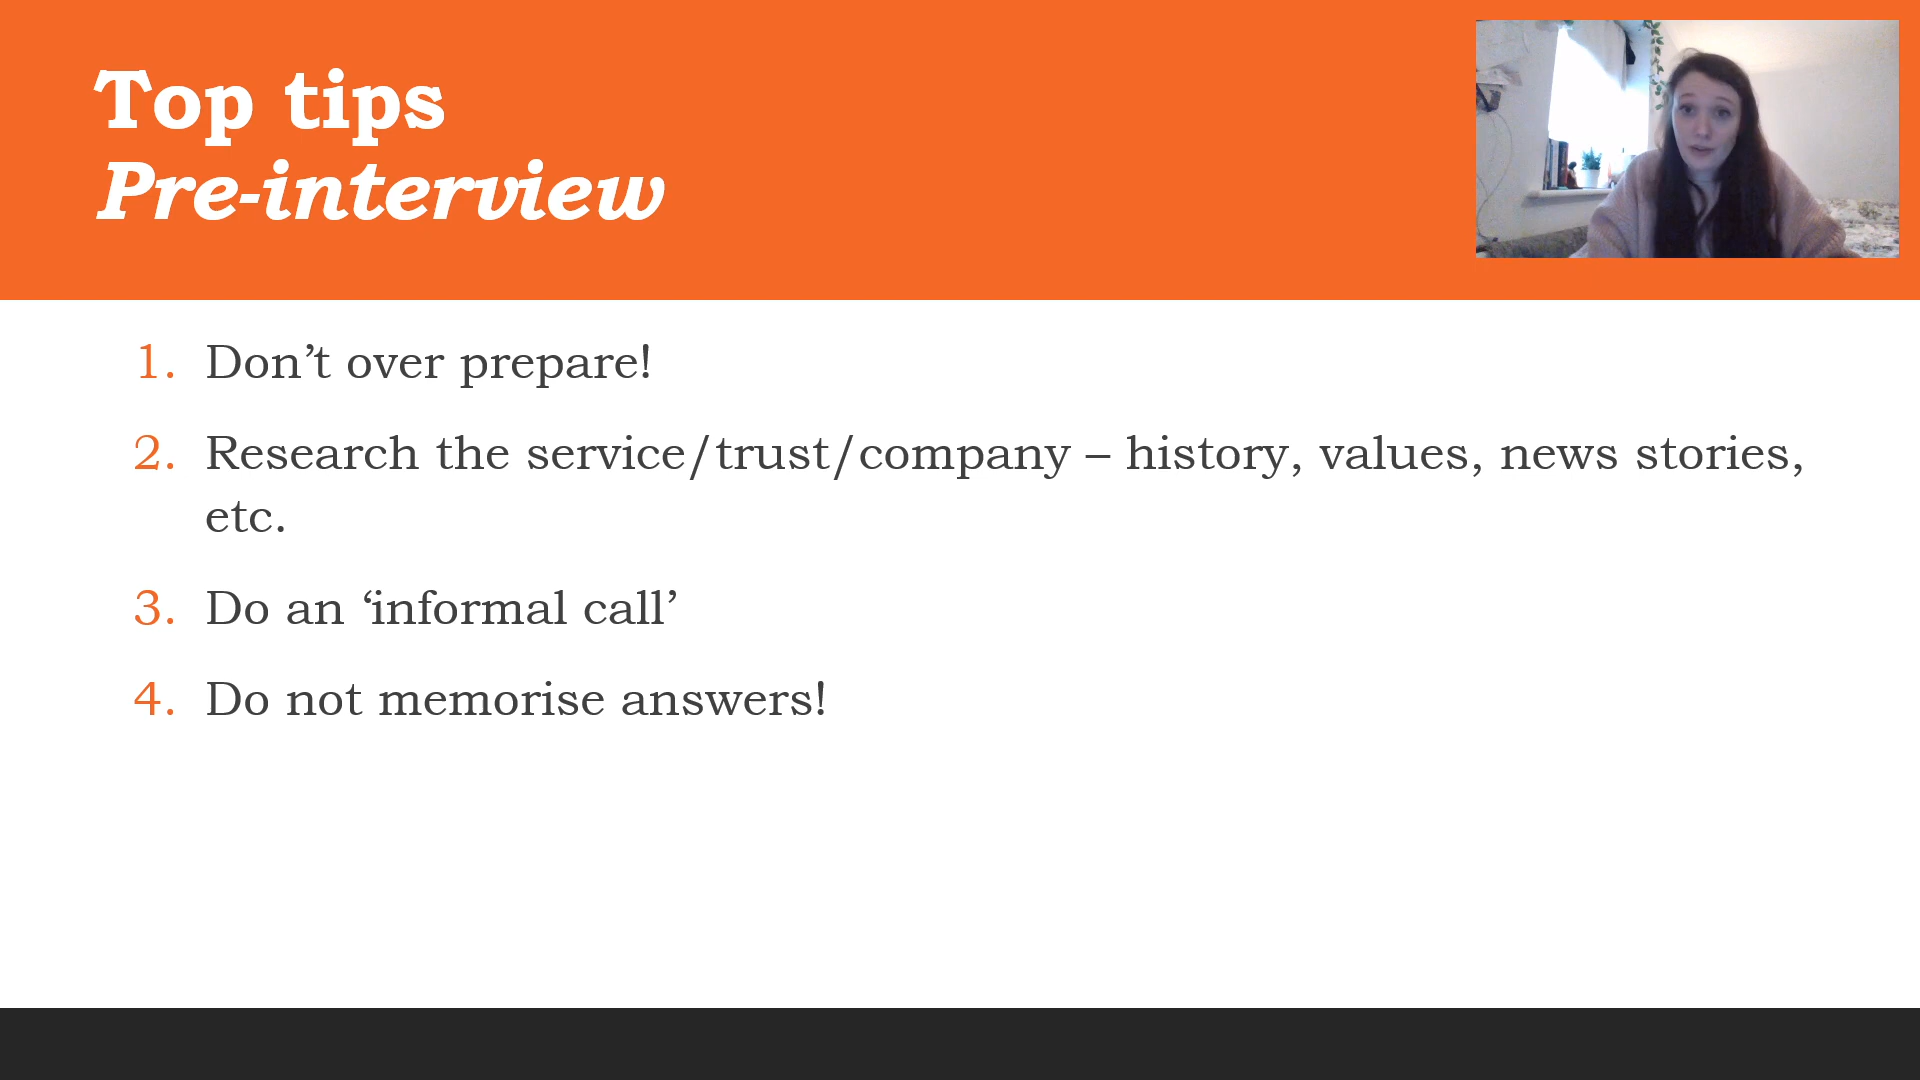 Top tips
Pre-interview
1. Don’t over prepare!
2. Research the service/trust/company – history, values, news stories,
etc.
3. Do an ‘informal call’
4. Do not memorise answers!